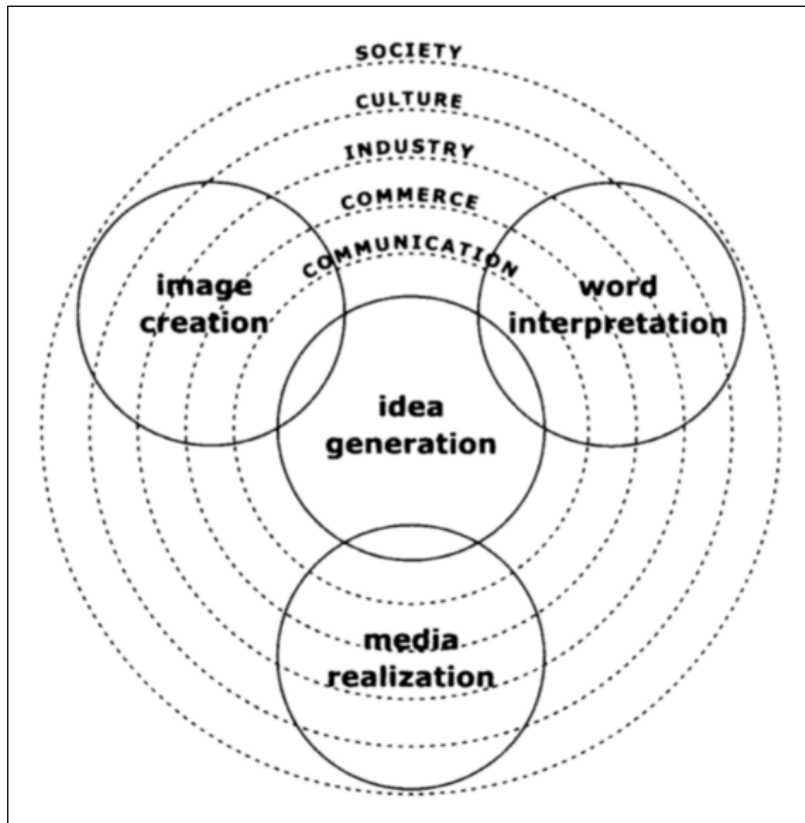 SOCIETY
CULTURE
INDUSTRY
COMMERCE
COMMUNICATION
image
creation
word
interpretation
idea
generation
media
realization